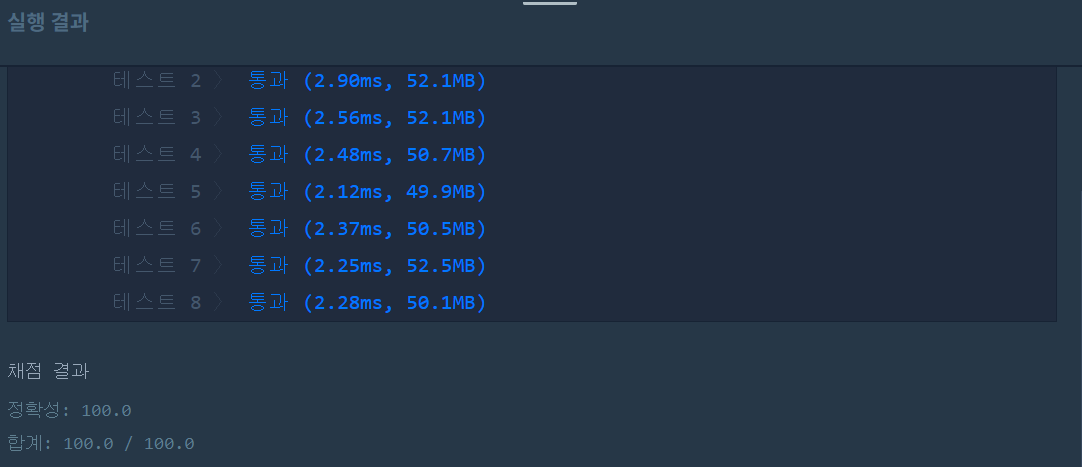 실행 결과
테스트 2 〉 통과 (2.90ms, 52.1MB)
테스트 3 〉 통과 (2.56ms, 52.1MB)
테스트 4 〉 통과 (2.48ms, 50.7MB)
테스트 5 〉 통과 (2.12ms, 49.9MB)
테스트 6 〉 통과 (2.37ms, 50.5MB)
테스트 7 〉 통과 (2.25ms, 52.5MB)
테스트 8 〉 통과 (2.28ms, 50.1MB)
채점 결과
정확성: 100.0
합계: 100.0 / 100.0